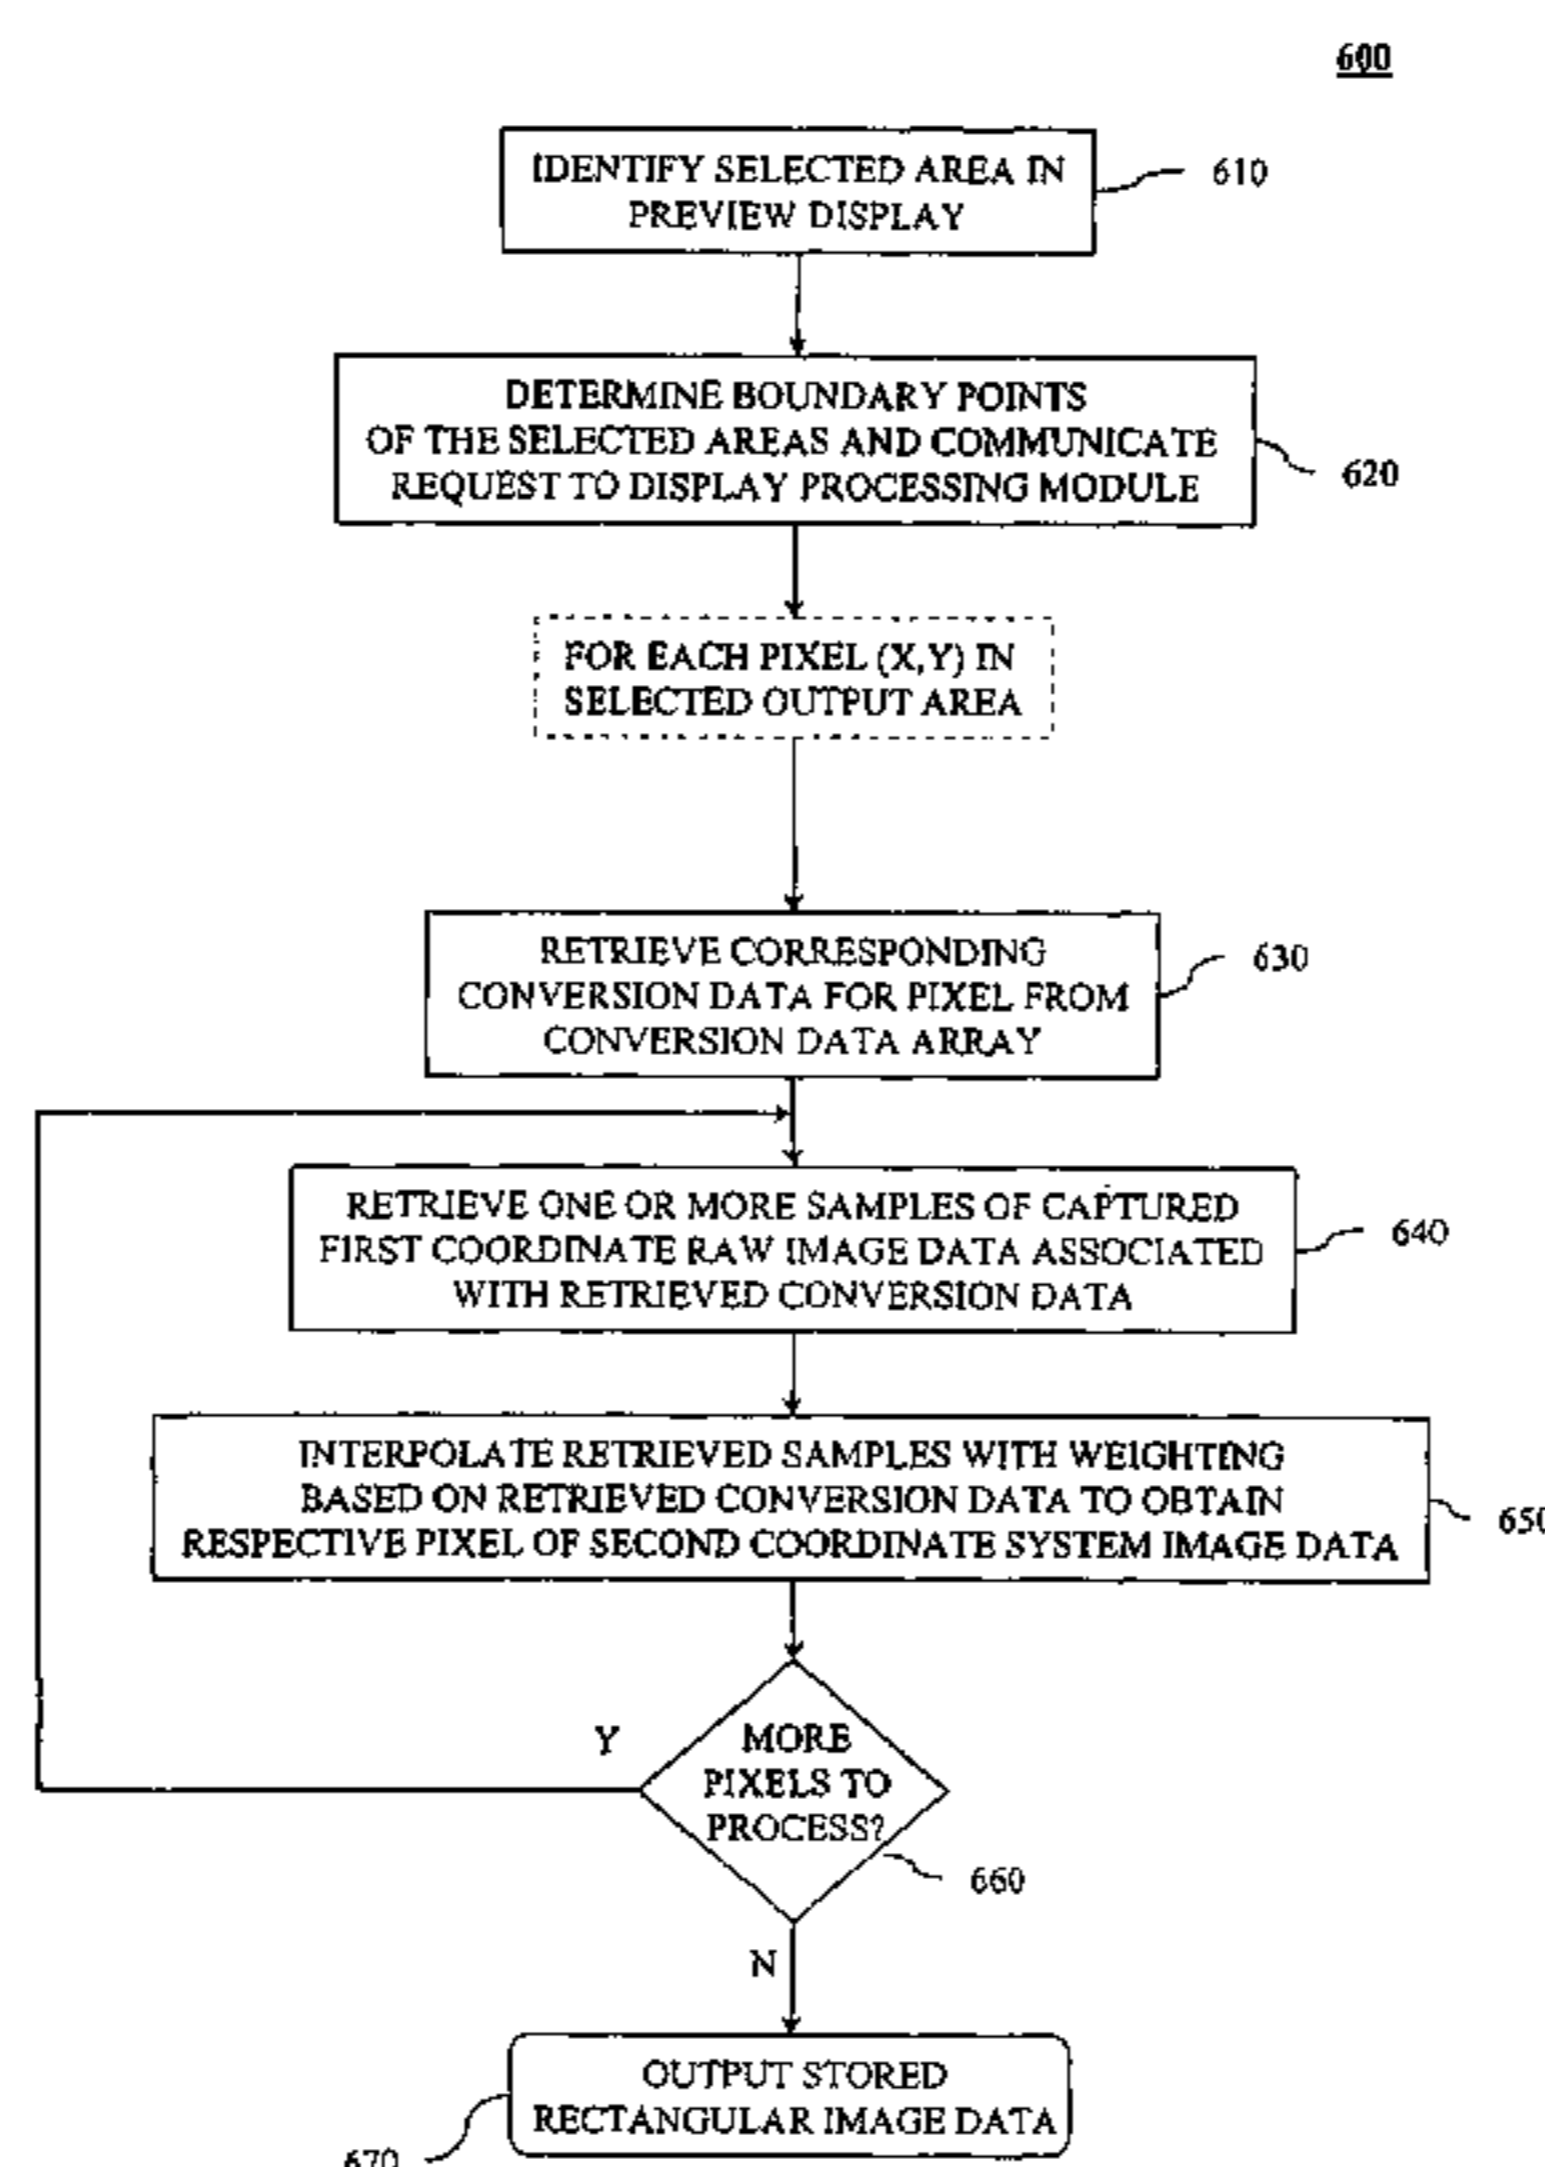 600
IDENTIFY SELECTED AREA IN
PREVIEW DISPLAY
610
DETERMINE BOUNDARY POINTS
OF THE SELECTED AREAS AND COMMUNICATE
REQUEST TO DISPLAY PROCESSING MODULE
620
FOR EACH PIXEL (X,Y) IN
SELECTED OUTPUT AREA
RETRIEVE CORRESPONDING
CONVERSION DATA FOR PIXEL FROM
CONVERSION DATA ARRAY
630
RETRIEVE ONE OR MORE SAMPLES OF CAPTURED
FIRST COORDINATE RAW IMAGE DATA ASSOCIATED
WITH RETRIEVED CONVERSION DATA
640
INTERPOLATE RETRIEVED SAMPLES WITH WEIGHTING
BASED ON RETRIEVED CONVERSION DATA TO OBTAIN
RESPECTIVE PIXEL OF SECOND COORDINATE SYSTEM IMAGE DATA
650
Y
MORE
PIXELS TO
PROCESS?
660
N
OUTPUT STORED
RECTANGULAR IMAGE DATA
670